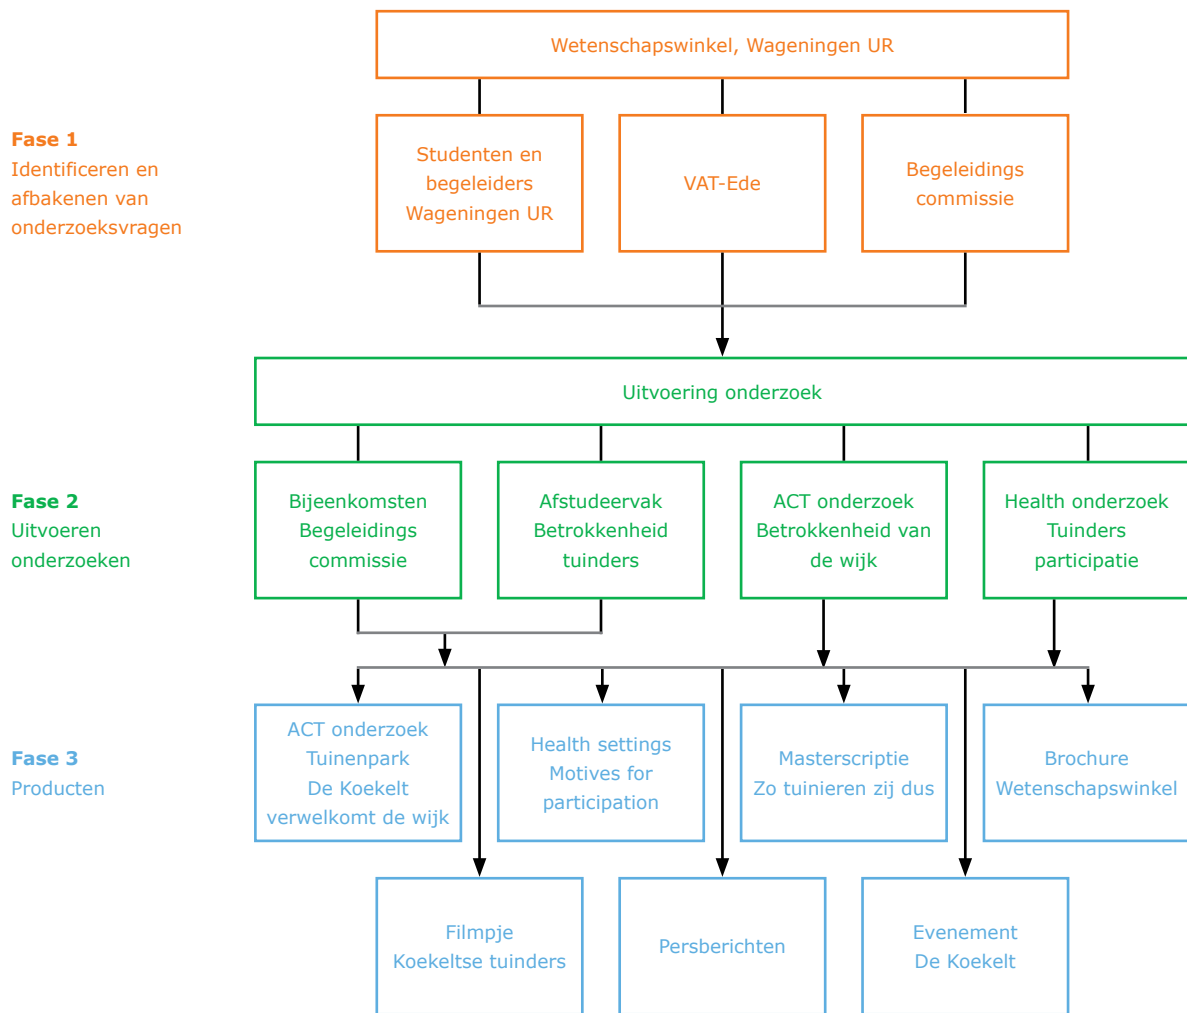 Wetenschapswinkel, Wageningen UR
Fase 1
Identificeren en
afbakenen van
onderzoeksvragen
Studenten en
begeleiders
Wageningen UR
VAT-Ede
Begeleidings
commissie
Uitvoering onderzoek
Fase 2
Uitvoeren
onderzoeken
Bijeenkomsten
Begeleidings
commissie
Afstudeervak
Betrokkenheid
tuinders
ACT onderzoek
Betrokkenheid van
de wijk
Health onderzoek
Tuinders
participatie
Fase 3
Producten
ACT onderzoek
Tuinenpark
De Koekelt
verwelkomt de wijk
Health settings
Motives for
participation
Masterscriptie
Zo tuinieren zij dus
Brochure
Wetenschapswinkel
Filmpje
Koekeltse tuinders
Persberichten
Evenement
De Koekelt